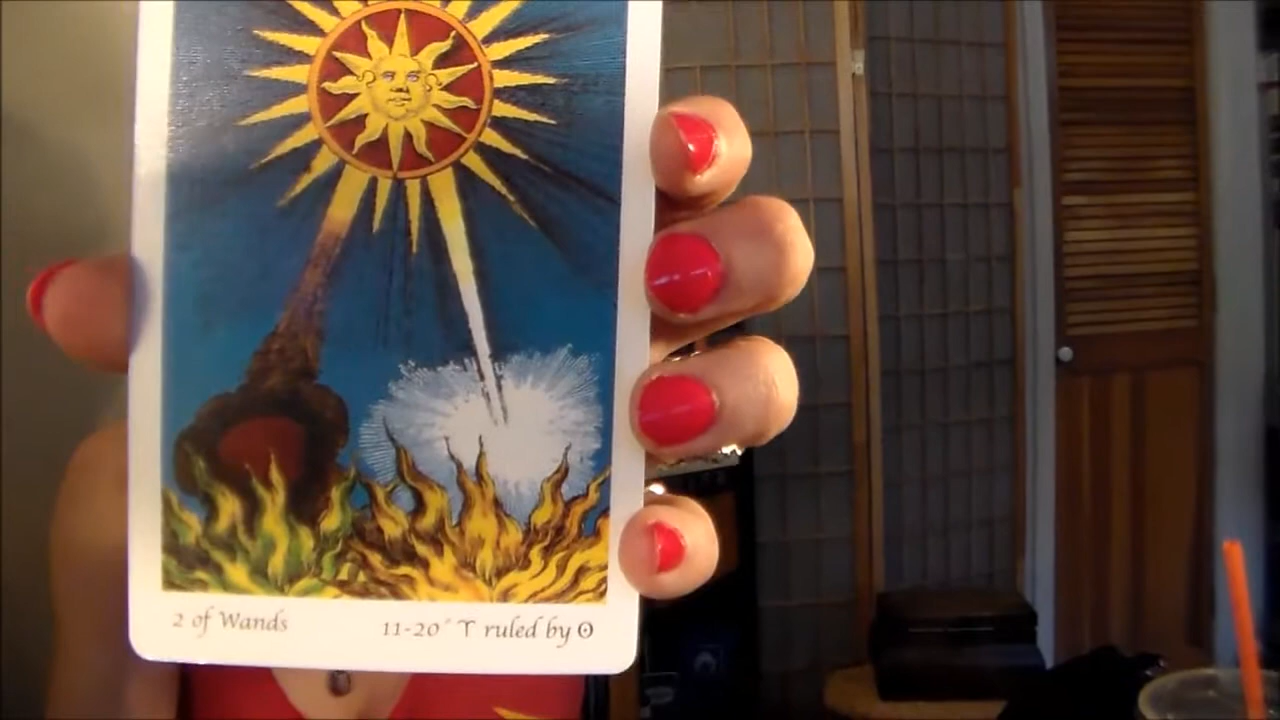 2 of Wands 11-20° ♈ ruled by ☉